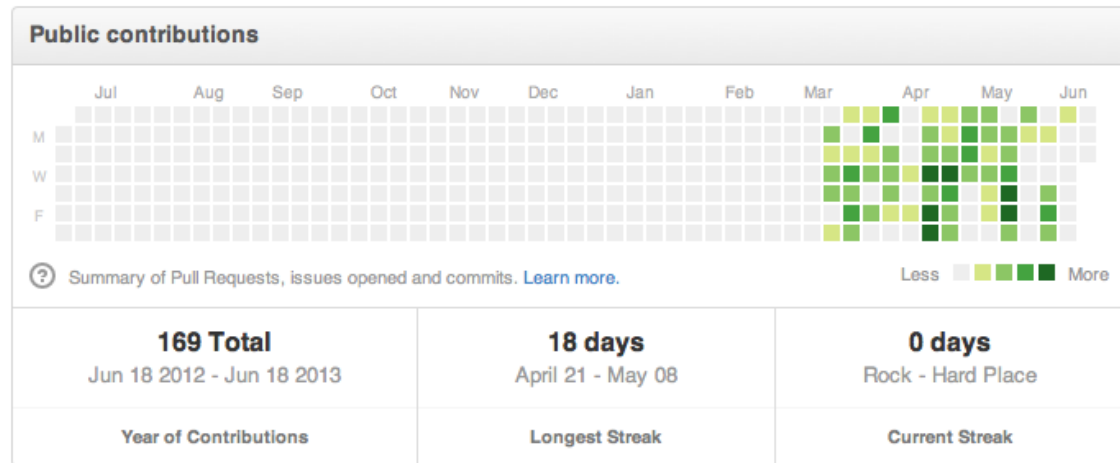 Public contributions
Jul Aug Sep Oct Nov Dec Jan Feb Mar Apr May Jun
M
W
F
? Summary of Pull Requests, issues opened and commits. Learn more.
Less More
169 Total 18 days 0 days
Jun 18 2012 - Jun 18 2013 April 21 - May 08 Rock - Hard Place
Year of Contributions Longest Streak Current Streak